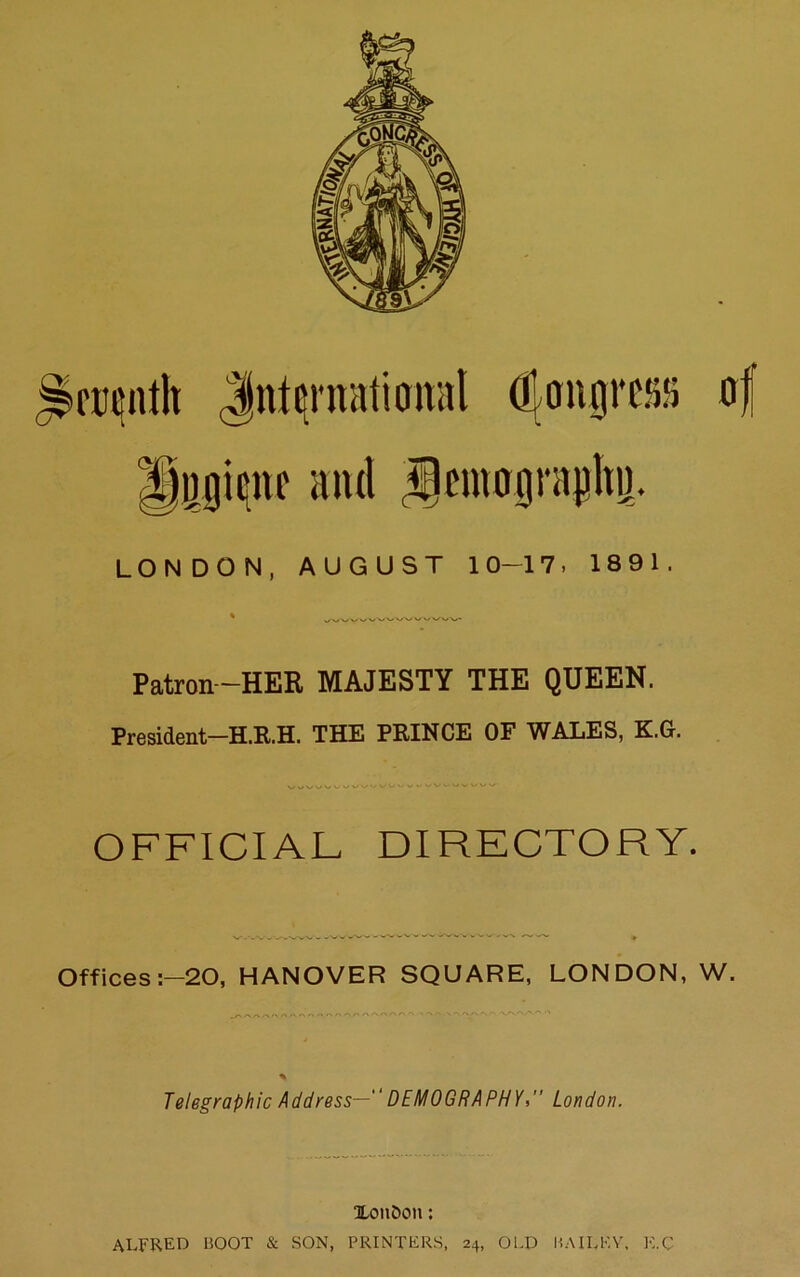 INTERNATIONAL CONGRESS OF HYGIENE.
1891
Seventh International Congress of
Hygiene and Demography.
LONDON, AUGUST 10-17, 1891.
Patron—HER MAJESTY THE QUEEN.
President—H.R.H. THE PRINCE OF WALES, K.G.
OFFICIAL DIRECTORY.
Offices:—20, HANOVER SQUARE, LONDON, W.
Telegraphic Address—"DEMOGRAPHY," London.
London:
ALFRED BOOT & SON, PRINTERS, 24, OLD BAILEY, E.C